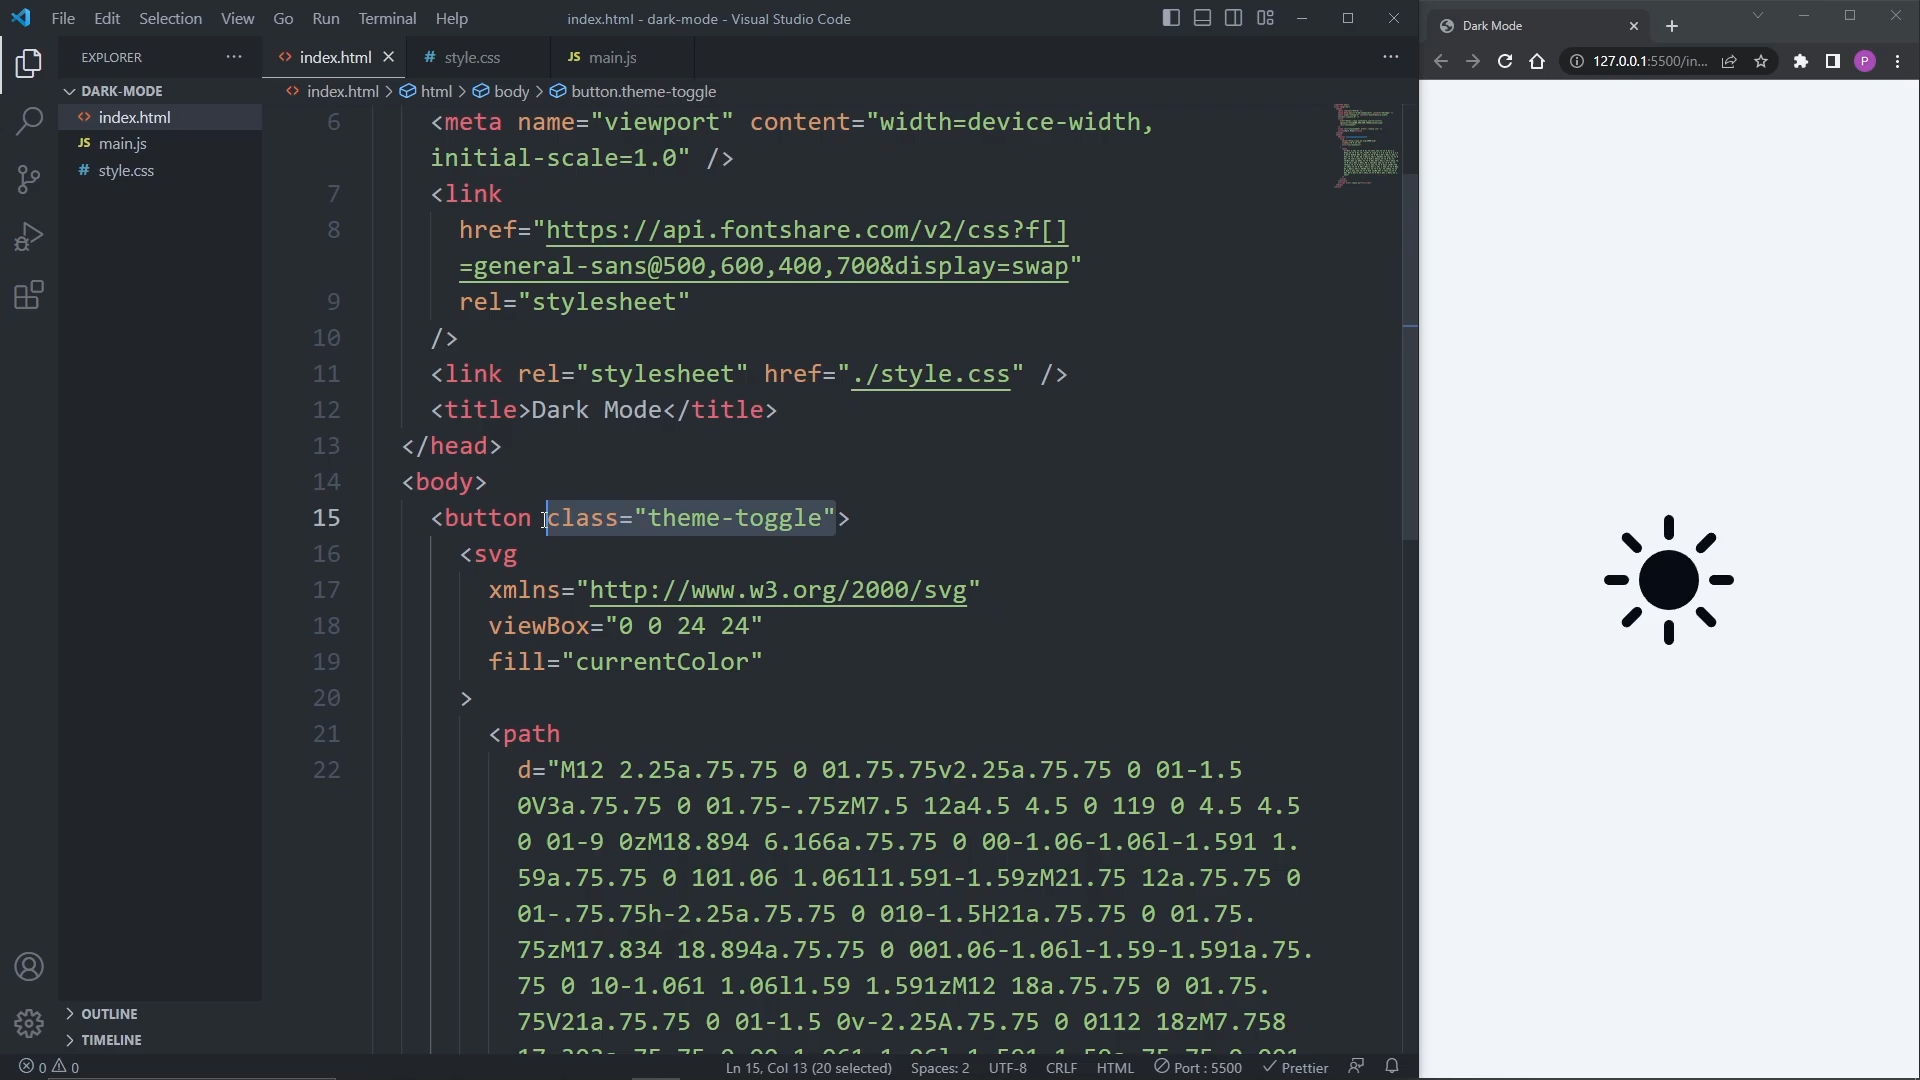 File Edit Selection View Go Run Terminal Help
index.html - dark-mode - Visual Studio Code
EXPLORER
DARK-MODE
<> index.html
JS main.js
# style.css
OUTLINE
TIMELINE
<> index.html
# style.css
JS main.js
<> index.html > html > body > button.theme-toggle
6 <meta name="viewport" content="width=device-width,
initial-scale=1.0" />
7 <link
8 href="https://api.fontshare.com/v2/css?f[]
=general-sans@500,600,400,700&display=swap"
9 rel="stylesheet"
10 />
11 <link rel="stylesheet" href="./style.css" />
12 <title>Dark Mode</title>
13 </head>
14 <body>
15 <button class="theme-toggle">
16 <svg
17 xmlns="http://www.w3.org/2000/svg"
18 viewBox="0 0 24 24"
19 fill="currentColor"
20 >
21 <path
22 d="M12 2.25a.75.75 0 01.75.75v2.25a.75.75 0 01-1.5
0V3a.75.75 0 01.75-.75zM7.5 12a4.5 4.5 0 119 0 4.5 4.5
0 01-9 0zM18.894 6.166a.75.75 0 00-1.06-1.06l-1.591 1.
59a.75.75 0 101.06 1.061l1.591-1.59zM21.75 12a.75.75 0
01-.75.75h-2.25a.75.75 0 010-1.5H21a.75.75 0 01.75.
75zM17.834 18.894a.75.75 0 001.06-1.06l-1.59-1.591a.75.
75 0 10-1.061 1.06l1.59 1.591zM12 18a.75.75 0 01.75.
75V21a.75.75 0 01-1.5 0v-2.25A.75.75 0 0112 18zM7.758
0 0
Ln 15, Col 13 (20 selected) Spaces: 2 UTF-8 CRLF HTML Port : 5500 Prettier
Dark Mode
127.0.0.1:5500/in...
P